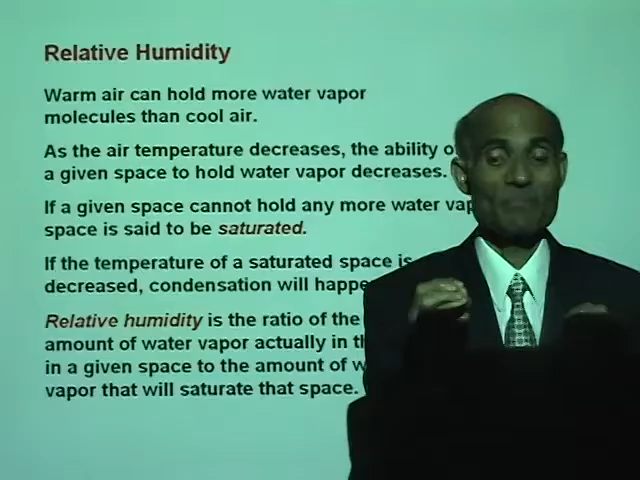 Relative Humidity
Warm air can hold more water vapor
molecules than cool air.
As the air temperature decreases, the ability
a given space to hold water vapor decreases.
If a given space cannot hold any more water
space is said to be saturated.
If the temperature of a saturated space is
decreased, condensation will
Relative humidity is the ratio of the
amount of water vapor actually in
in a given space to the amount of
vapor that will saturate that space.